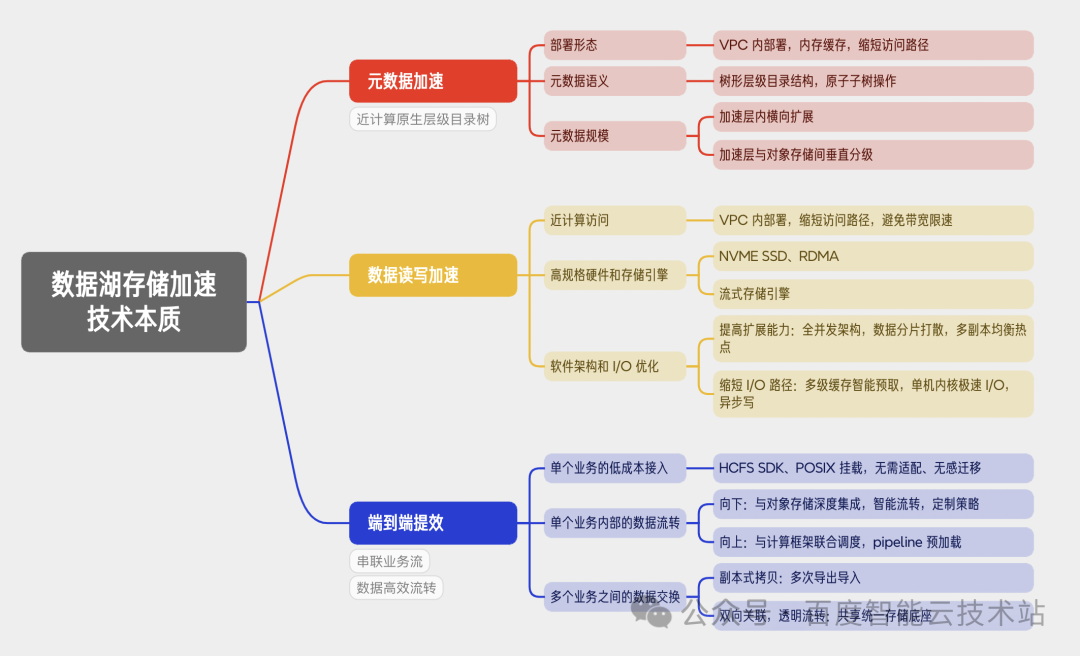 数据湖存储加速
技术本质
元数据加速
近计算原生层级目录树
部署形态
VPC 内部署，内存缓存，缩短访问路径
元数据语义
树形层级目录结构，原子子树操作
元数据规模
加速层内横向扩展
加速层与对象存储间垂直分级
数据读写加速
近计算访问
VPC 内部署，缩短访问路径，避免带宽限速
高规格硬件和存储引擎
NVME SSD、RDMA
流式存储引擎
软件架构和 I/O 优化
提高扩展能力：全并发架构，数据分片打散，多副本均衡热
点
缩短 I/O 路径：多级缓存智能预取，单机内核极速 I/O，
异步写
端到端提效
串联业务流
数据高效流转
单个业务的低成本接入
HCFS SDK、POSIX 挂载，无需适配、无感迁移
单个业务内部的数据流转
向下：与对象存储深度集成，智能流转，定制策略
向上：与计算框架联合调度，pipeline 预加载
多个业务之间的数据交换
副本式拷贝：多次导出导入
双向关联，透明流转：共享统一存储底座
公众号 · 百度智能云技术站